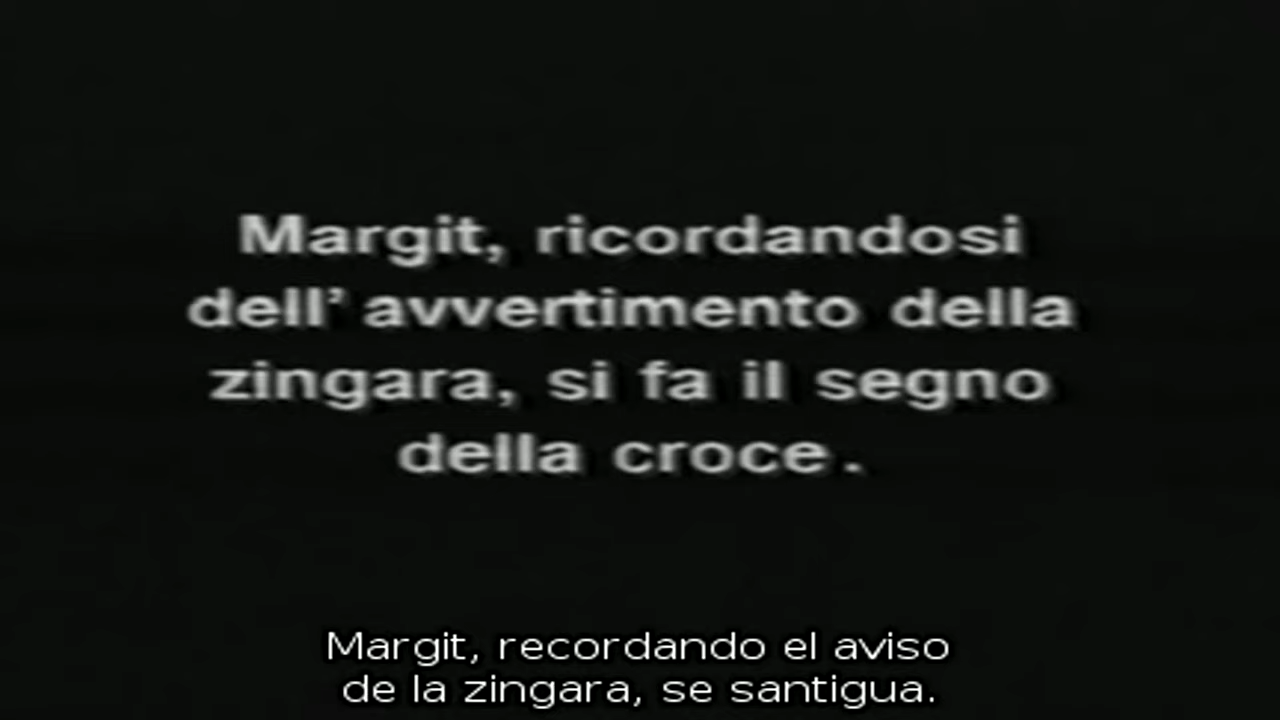 Margit, ricordandosi
dell' avvertimento della
zingara, si fa il segno
della croce.
Margit, recordando el aviso
de la zingara, se santigua.